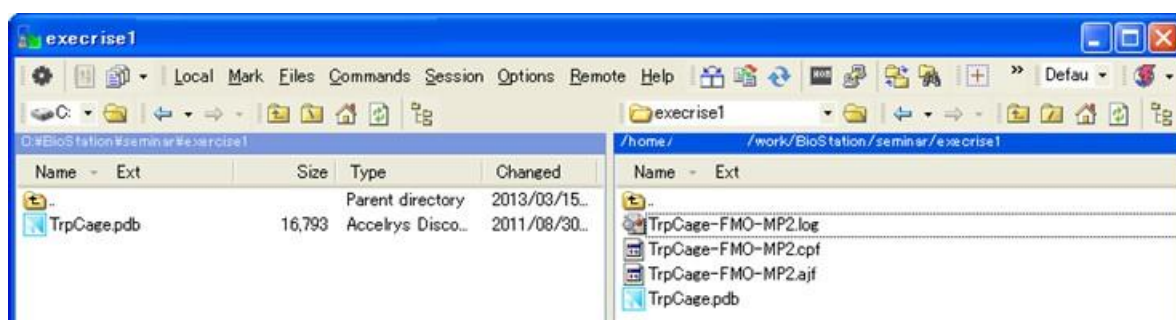 execrise1
Local Mark Files Commands Session Options Remote Help » Defau
C: execrise1
C:¥BioStation¥seminar¥exercise1 /home/ /work/BioStation/seminar/execrise1
Name Ext Size Type Changed Name Ext
.. Parent directory 2013/03/15... ..
TrpCage.pdb 16,793 Accelrys Disco... 2011/08/30... TrpCage-FMO-MP2.log
TrpCage-FMO-MP2.cpf
TrpCage-FMO-MP2.ajf
TrpCage.pdb